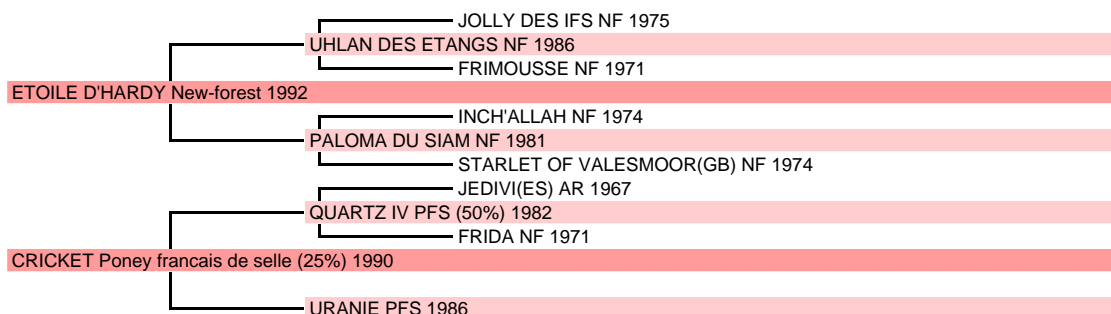 JOLLY DES IFS NF 1975
UHLAN DES ETANGS NF 1986
FRIMOUSSE NF 1971
ETOILE D'HARDY New-forest 1992
INCH'ALLAH NF 1974
PALOMA DU SIAM NF 1981
STARLET OF VALESMOOR(GB) NF 1974
JEDIVI(ES) AR 1967
QUARTZ IV PFS (50%) 1982
FRIDA NF 1971
CRICKET Poney francais de selle (25%) 1990
URANIE PFS 1986